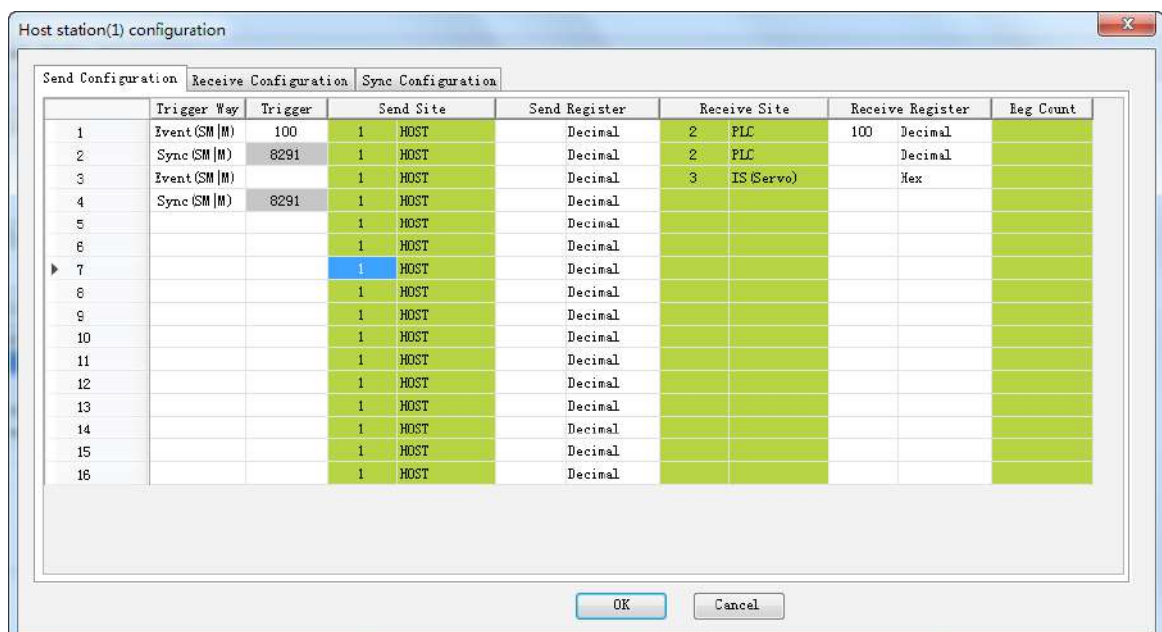 Host station(1) configuration
X
Send Configuration Receive Configuration Sync Configuration
Trigger Way Trigger Send Site Send Register Receive Site Receive Register Reg Count
1 Event(SM|M) 100 1 HOST Decimal 2 PLC 100 Decimal
2 Sync(SM|M) 8291 1 HOST Decimal 2 PLC Decimal
3 Event(SM|M) 1 HOST Decimal 3 IS(Servo) Hex
4 Sync(SM|M) 8291 1 HOST Decimal
5 1 HOST Decimal
6 1 HOST Decimal
7 1 HOST Decimal
8 1 HOST Decimal
9 1 HOST Decimal
10 1 HOST Decimal
11 1 HOST Decimal
12 1 HOST Decimal
13 1 HOST Decimal
14 1 HOST Decimal
15 1 HOST Decimal
16 1 HOST Decimal
OK Cancel